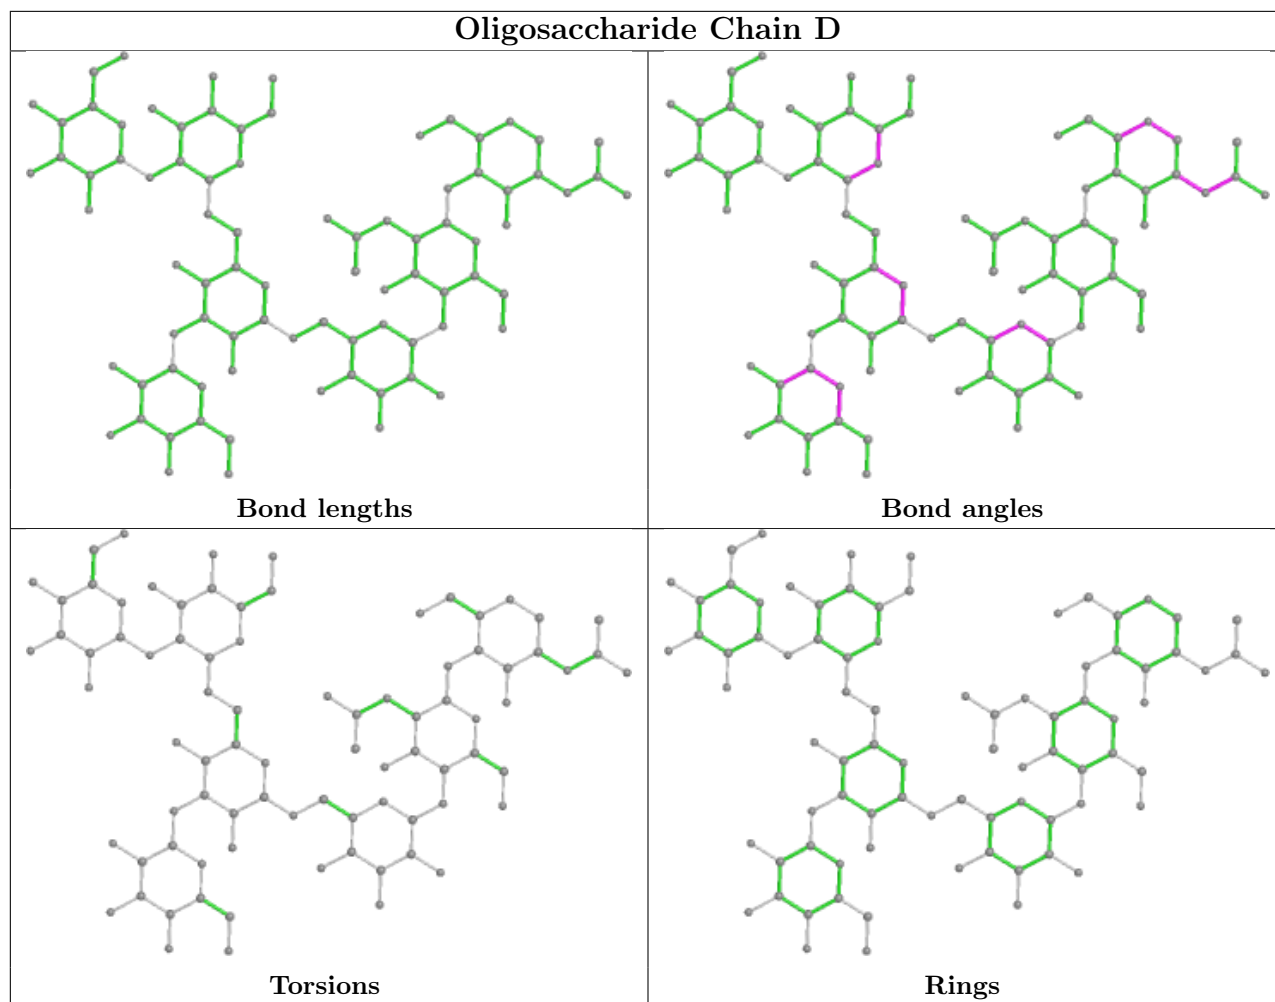 Oligosaccharide Chain D
Bond lengths
Bond angles
Torsions
Rings